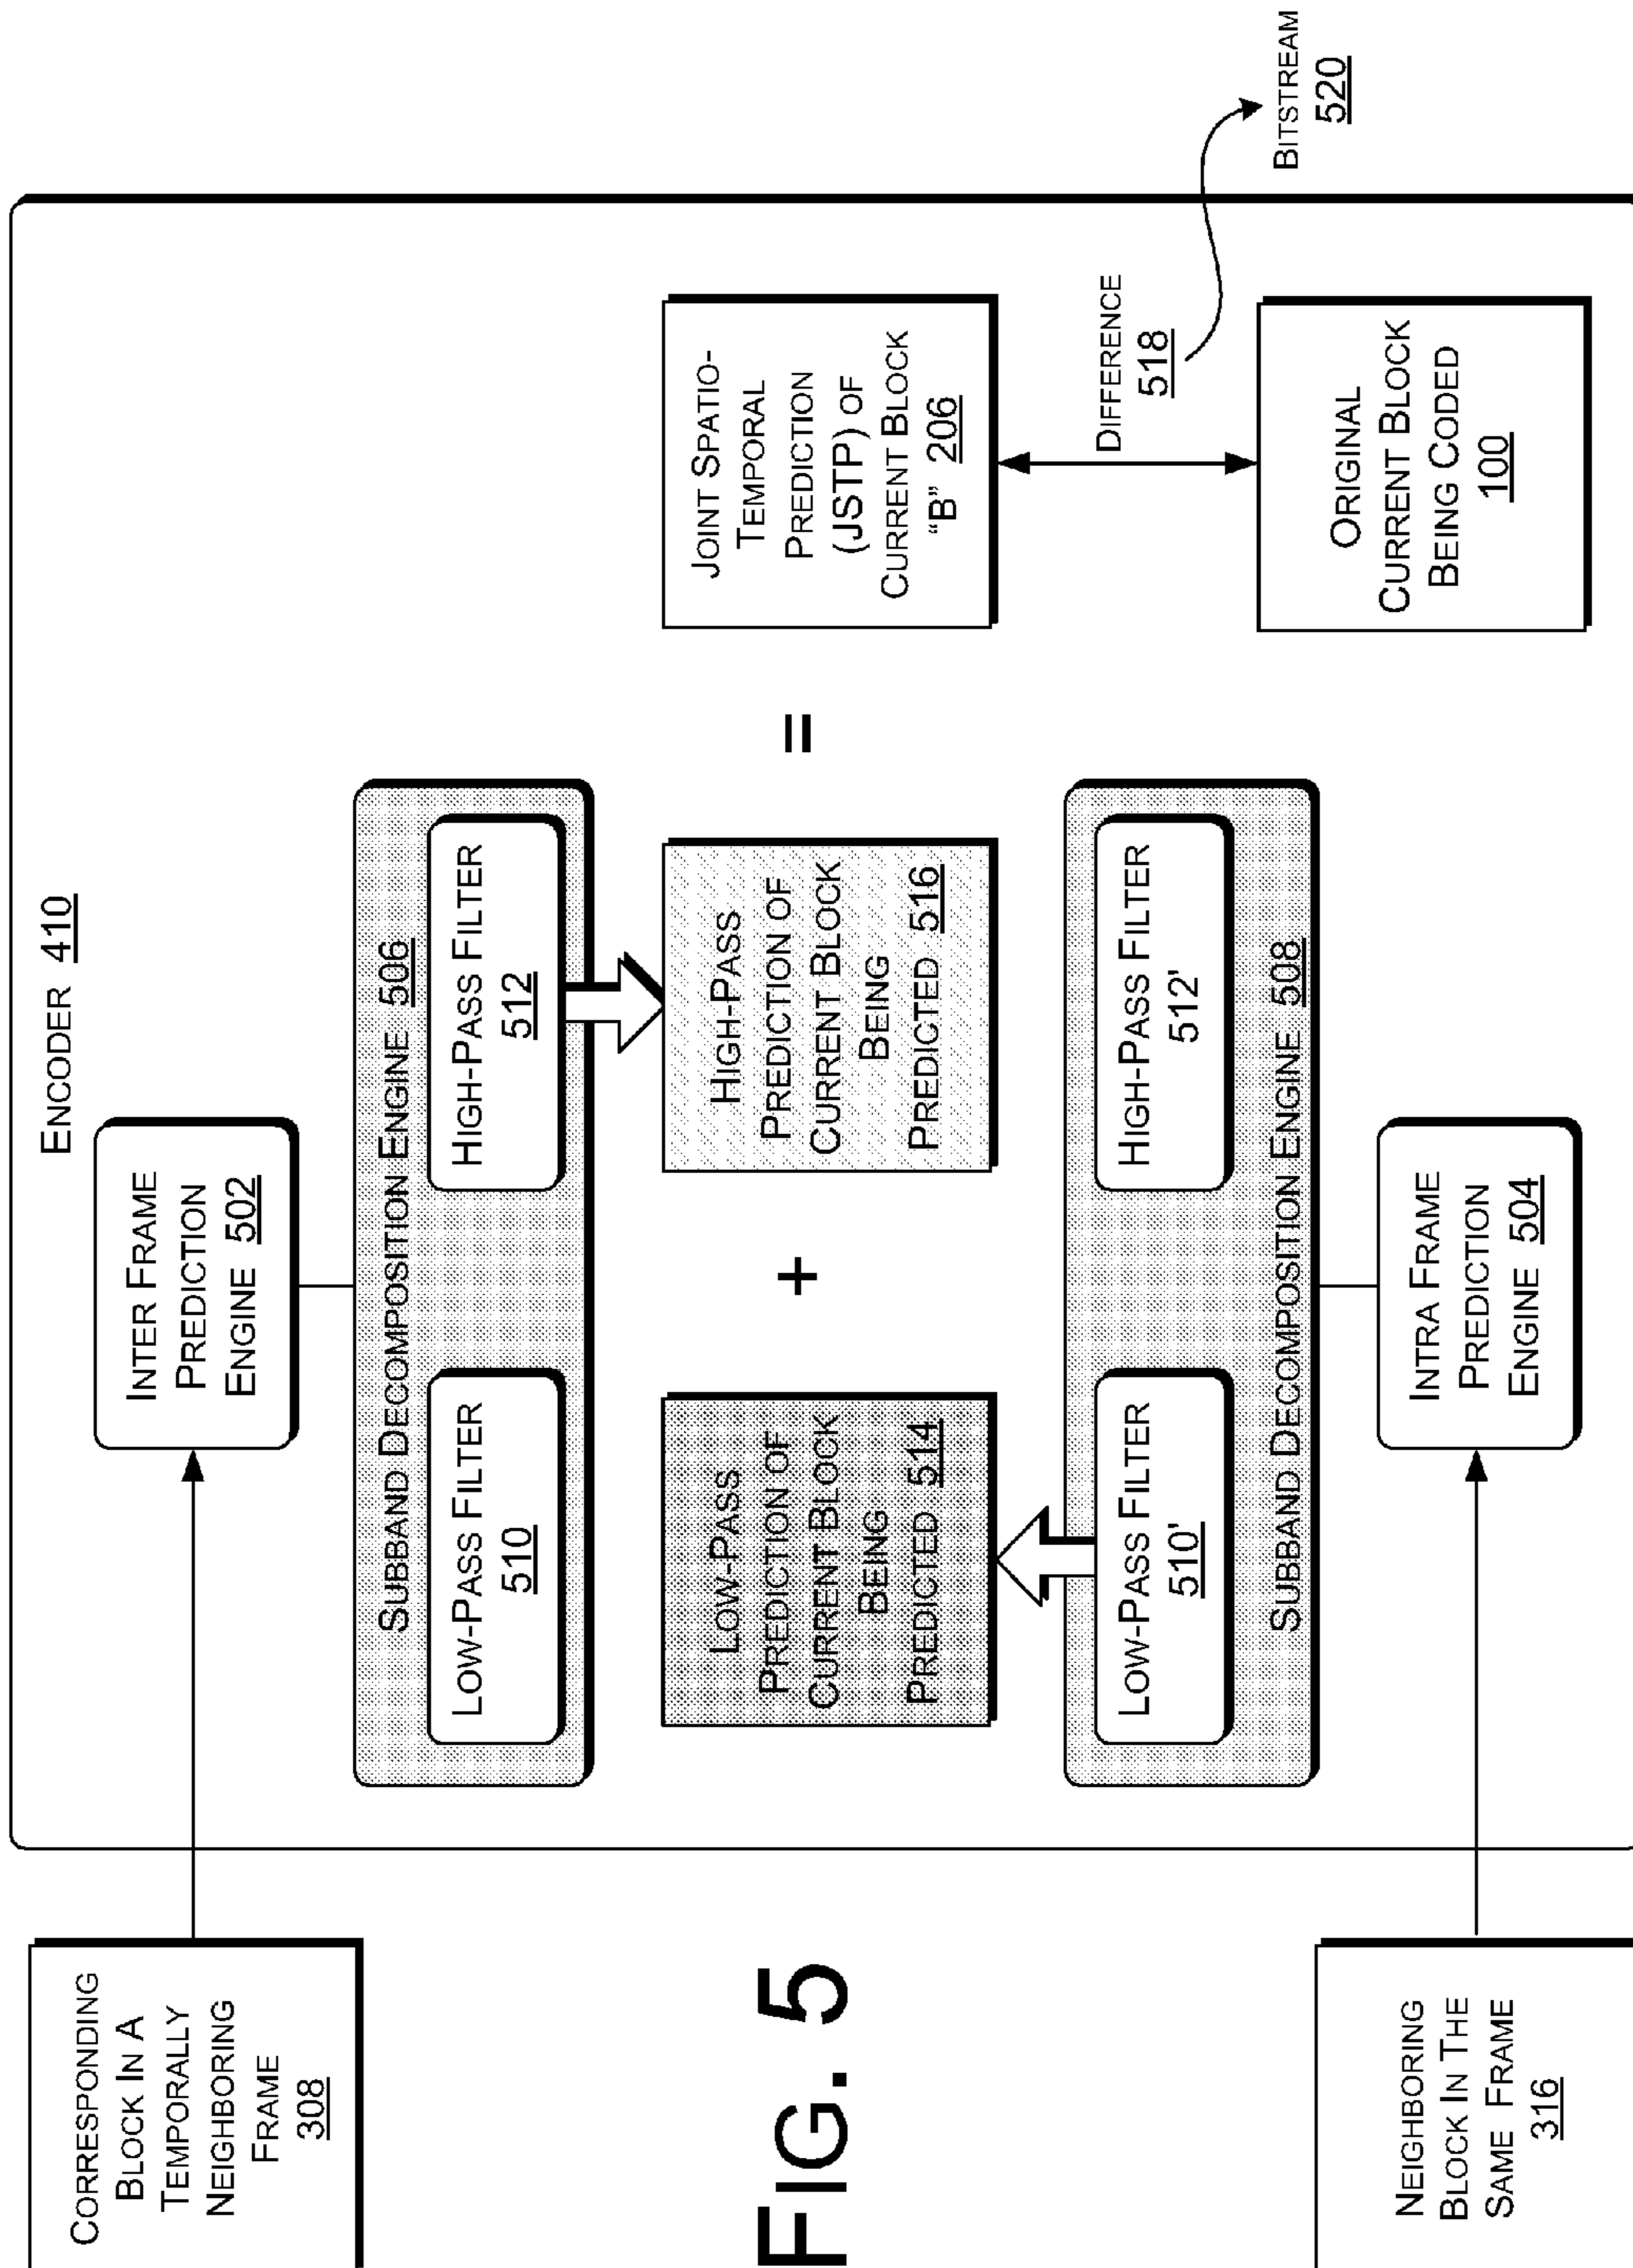 CORRESPONDING
BLOCK IN A
TEMPORALLY
NEIGHBORING
FRAME
308
ENCODER 410
INTER FRAME
PREDICTION
ENGINE 502
SUBBAND DECOMPOSITION ENGINE 506
LOW-PASS FILTER
510
HIGH-PASS FILTER
512
LOW-PASS
PREDICTION OF
CURRENT BLOCK
BEING
PREDICTED 514
+
HIGH-PASS
PREDICTION OF
CURRENT BLOCK
BEING
PREDICTED 516
=
JOINT SPATIO-
TEMPORAL
PREDICTION
(JSTP) OF
CURRENT BLOCK
"B" 206
DIFFERENCE
518
BITSTREAM
520
LOW-PASS FILTER
510'
HIGH-PASS FILTER
512'
SUBBAND DECOMPOSITION ENGINE 508
ORIGINAL
CURRENT BLOCK
BEING CODED
100
INTRA FRAME
PREDICTION
ENGINE 504
NEIGHBORING
BLOCK IN THE
SAME FRAME
316
FIG. 5